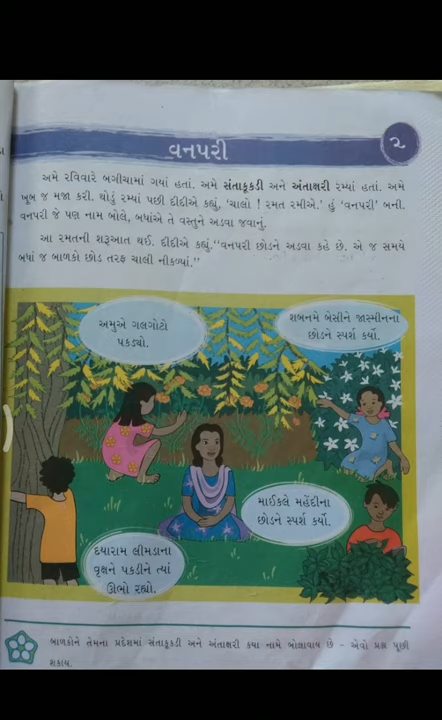 વનપરી
૨
અમે રવિવારે બગીચામાં ગયાં હતાં. અમે સંતાકૂકડી અને અંતાક્ષરી રમ્યાં હતાં. અમે
ખૂબ જ મજા કરી. થોડું રમ્યાં પછી દીદીએ કહ્યું, ‘ચાલો ! રમત રમીએ.’ હું ‘વનપરી’ બની.
વનપરી જે પણ નામ બોલે, બધાંએ તે વસ્તુને અડવા જવાનું.
આ રમતની શરૂઆત થઈ. દીદીએ કહ્યું,“વનપરી છોડને અડવા કહે છે. એ જ સમયે
બધાં જ બાળકો છોડ તરફ ચાલી નીકળ્યાં.”
અમુએ ગલગોટો
પકડ્યો.
શબનમે બેસીને જાસ્મીનના
છોડને સ્પર્શ કર્યો.
માઈકલે મહેંદીના
છોડને સ્પર્શ કર્યો.
દયારામ લીમડાના
વૃક્ષને પકડીને ત્યાં
ઊભો રહ્યો.
બાળકોને તેમના પ્રદેશમાં સંતાકૂકડી અને અંતાક્ષરી કયા નામે બોલાવાય છે – એવો પ્રશ્ન પૂછી
શકાય.